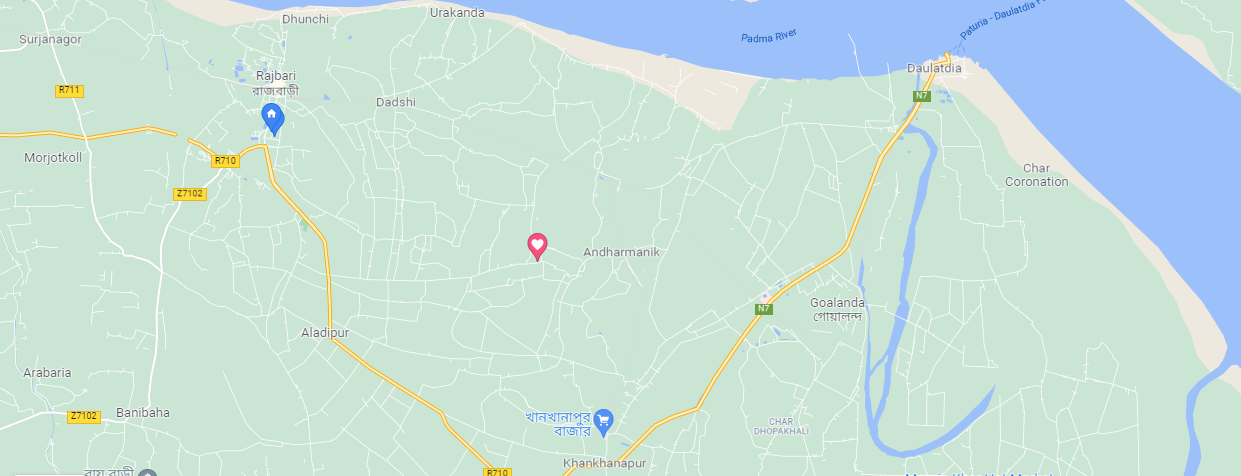 Dhunchi
Urakanda
Surjanagor
Padma River
Paturia - Daulatdia
Rajbari
রাজবাড়ী
Daulatdia
R711
Dadshi
N7
Morjotkoll
R710
Char
Coronation
Z7102
Andharmanik
Goalanda
গোয়ালন্দ
N7
Aladipur
Arabaria
Z7102
Banibaha
খানখানাপুর
বাজার
CHAR
DHOPAKHALI
Khankhanapur
R710